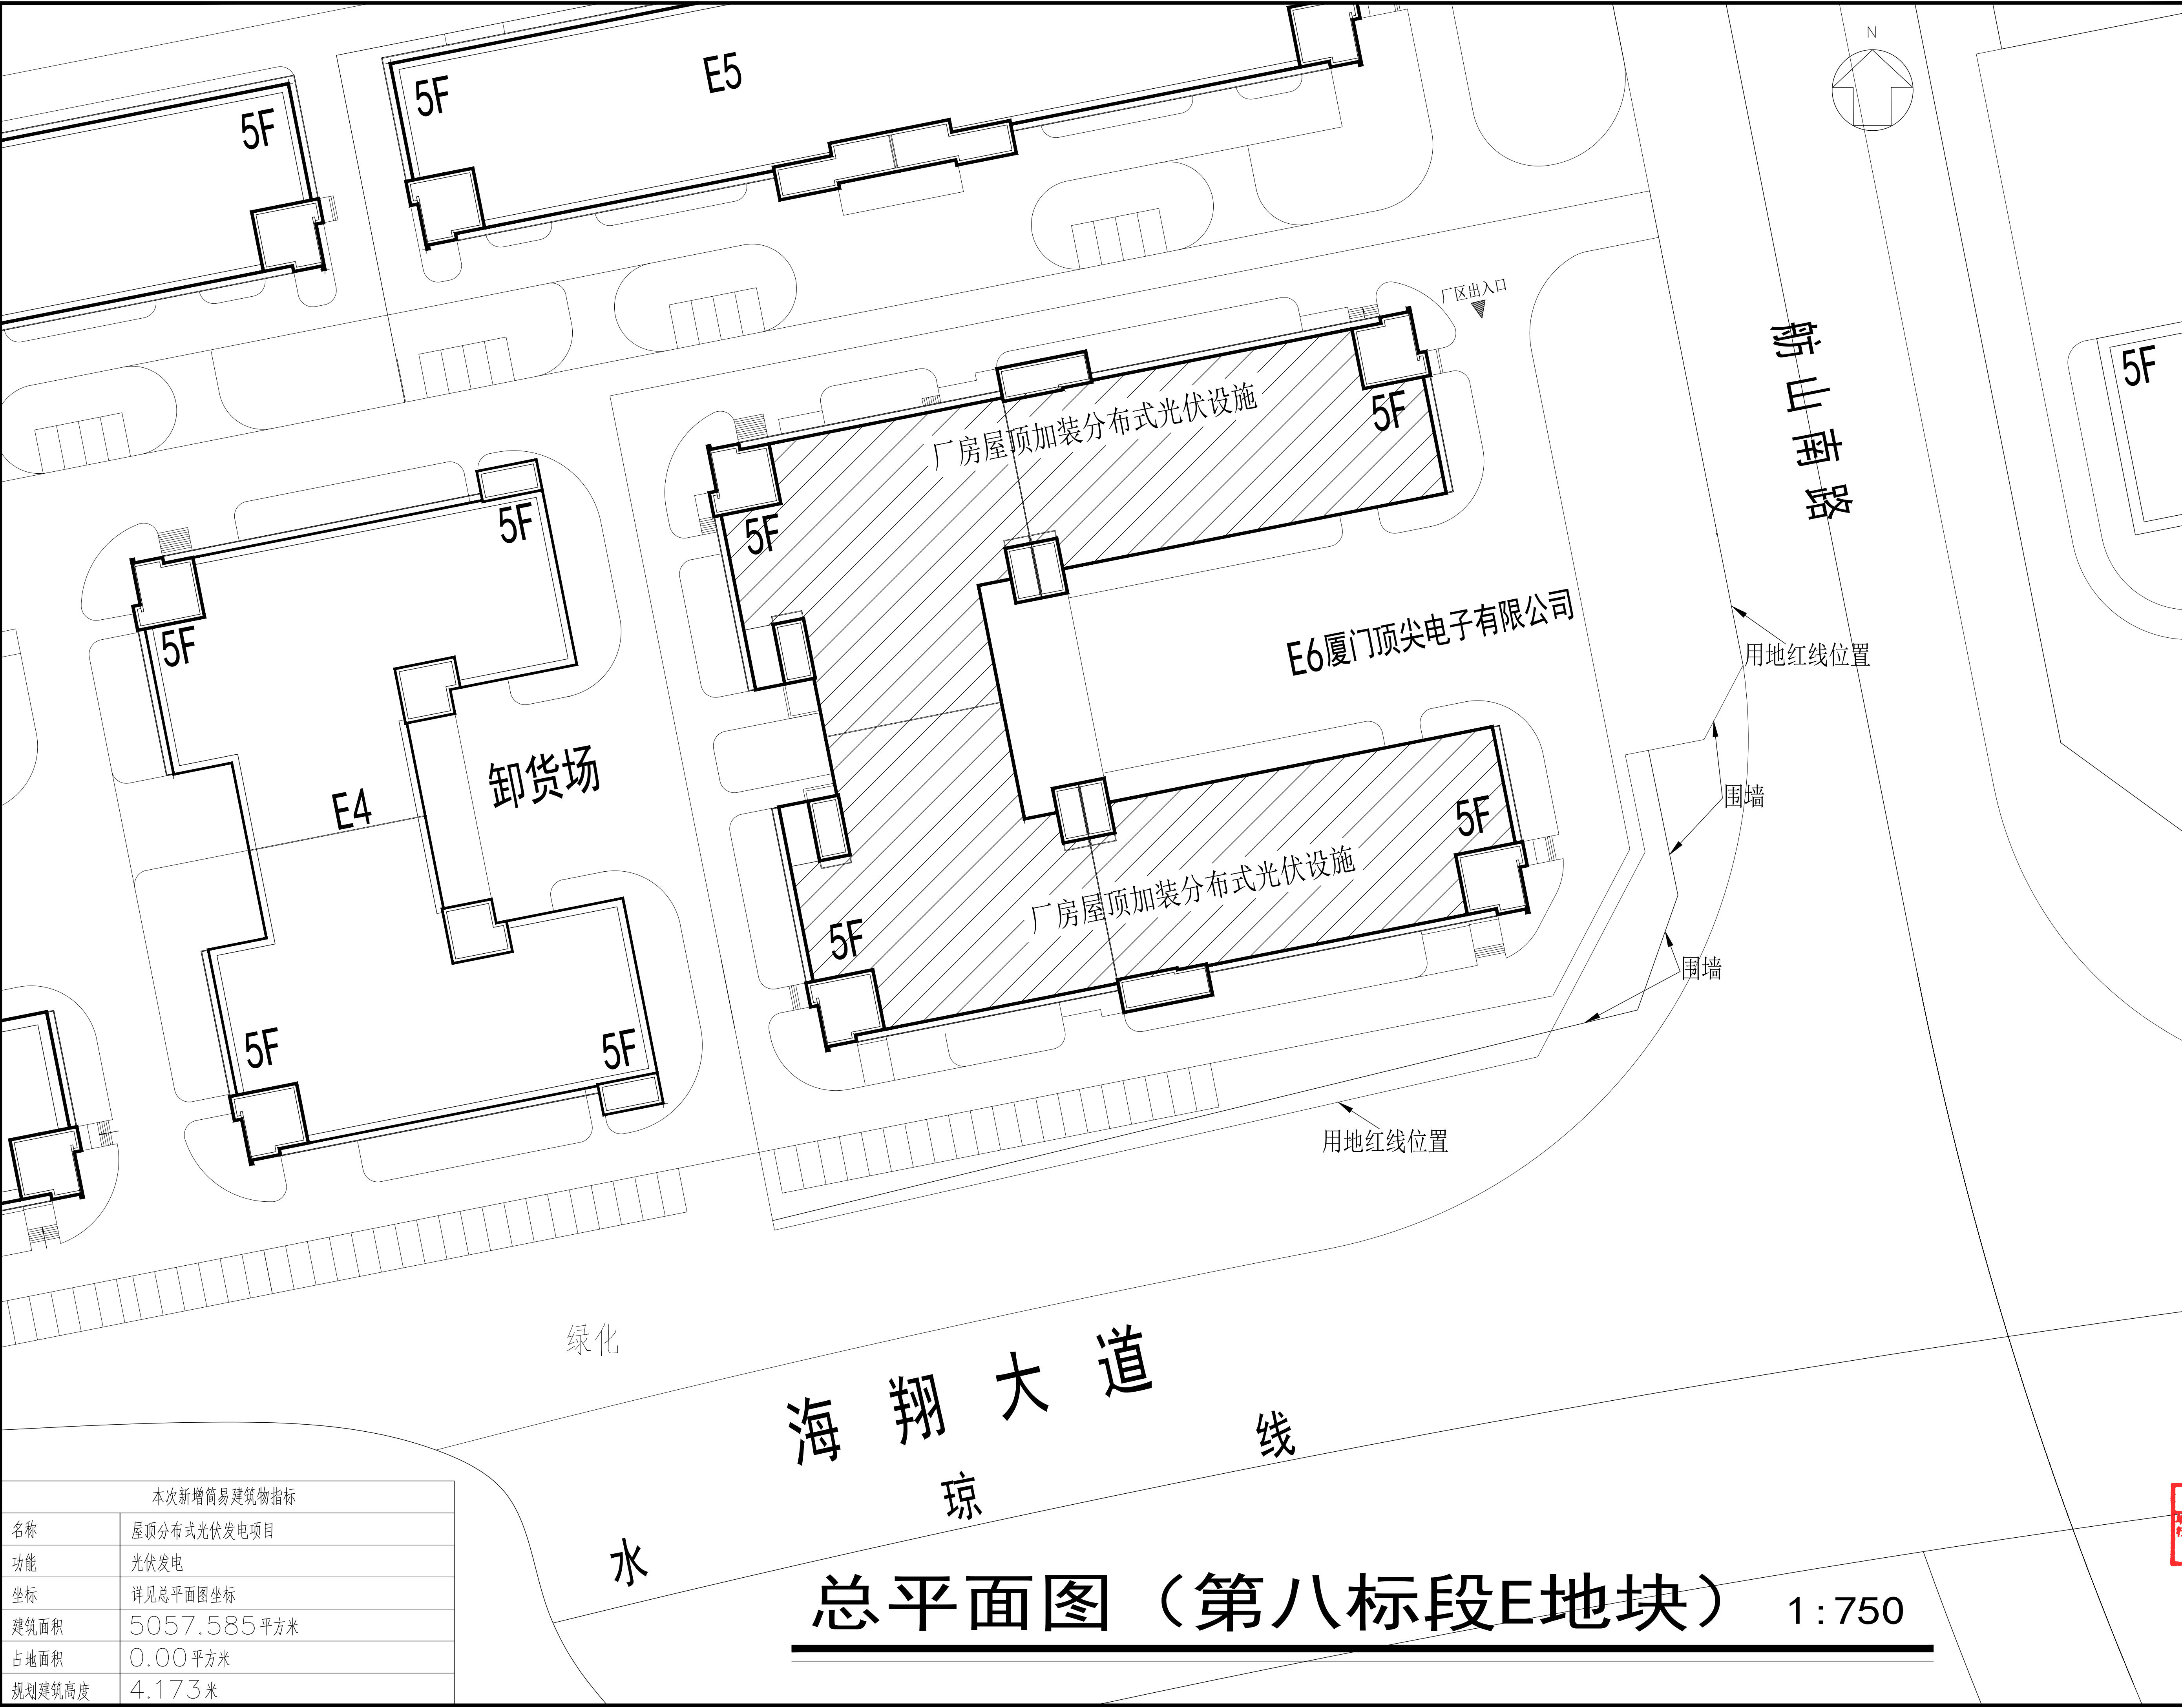 N
5F
E5
5F
厂区出入口
舫山南路
5F
厂房屋顶加装分布式光伏设施
5F
5F
5F
5F
E6厦门顶尖电子有限公司
用地红线位置
E4
卸货场
围墙
5F
厂房屋顶加装分布式光伏设施
5F
围墙
5F
5F
用地红线位置
绿化
海翔大道
水琼线
本次新增简易建筑物指标
名称 屋顶分布式光伏发电项目
功能 光伏发电
坐标 详见总平面图坐标
建筑面积 5057.585平方米
占地面积 0.00平方米
规划建筑高度 4.173米
总平面图（第八标段E地块） 1:750